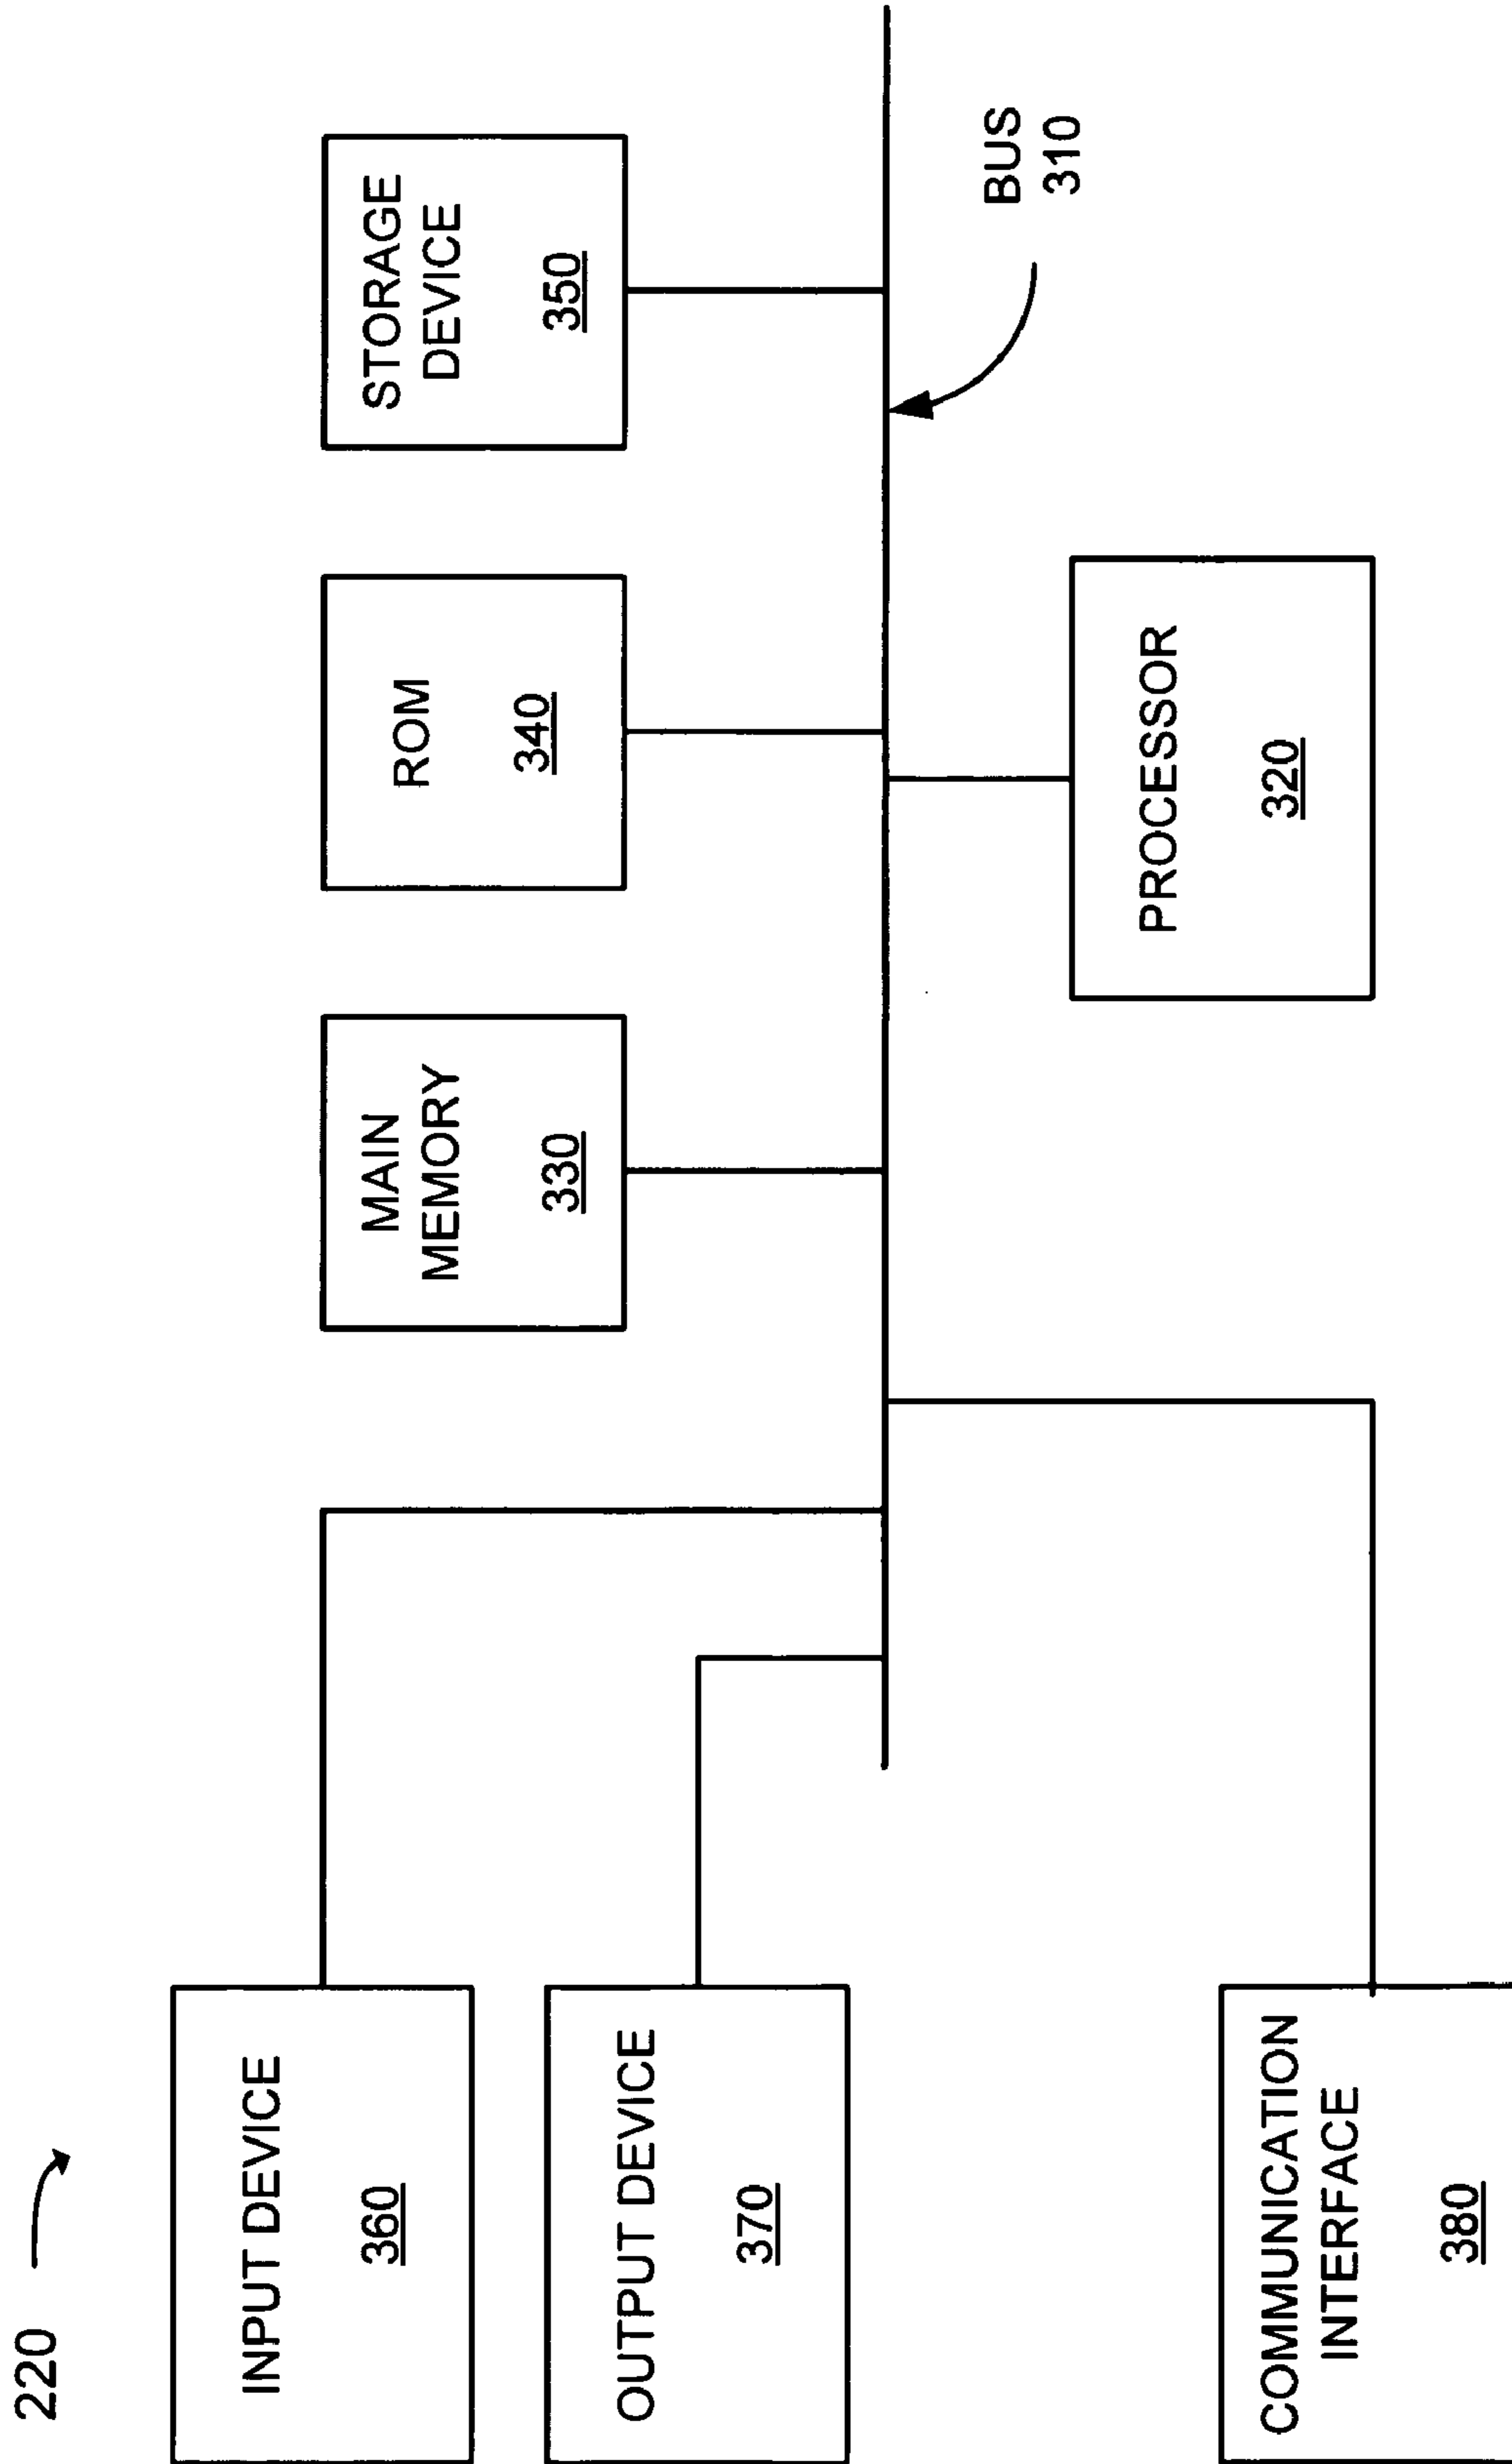 220
INPUT DEVICE
360
MAIN
MEMORY
330
ROM
340
STORAGE
DEVICE
350
OUTPUT DEVICE
370
BUS
310
PROCESSOR
320
COMMUNICATION
INTERFACE
380